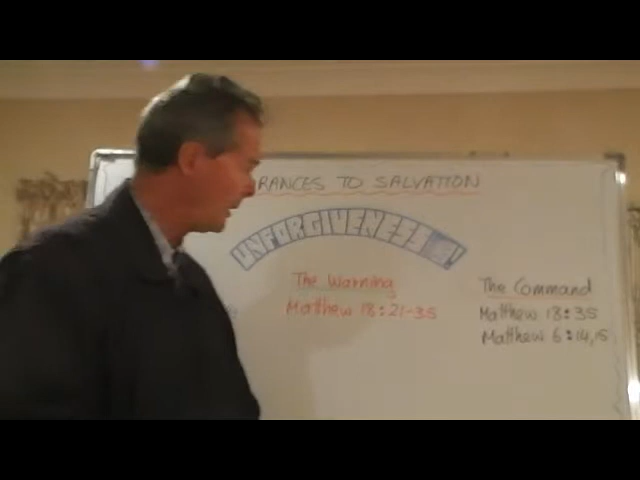 RANCES TO SALVATION
UNFORGIVENESS
The Warning
Matthew 18:21-35
The Command
Matthew 18:35
Matthew 6:14,15